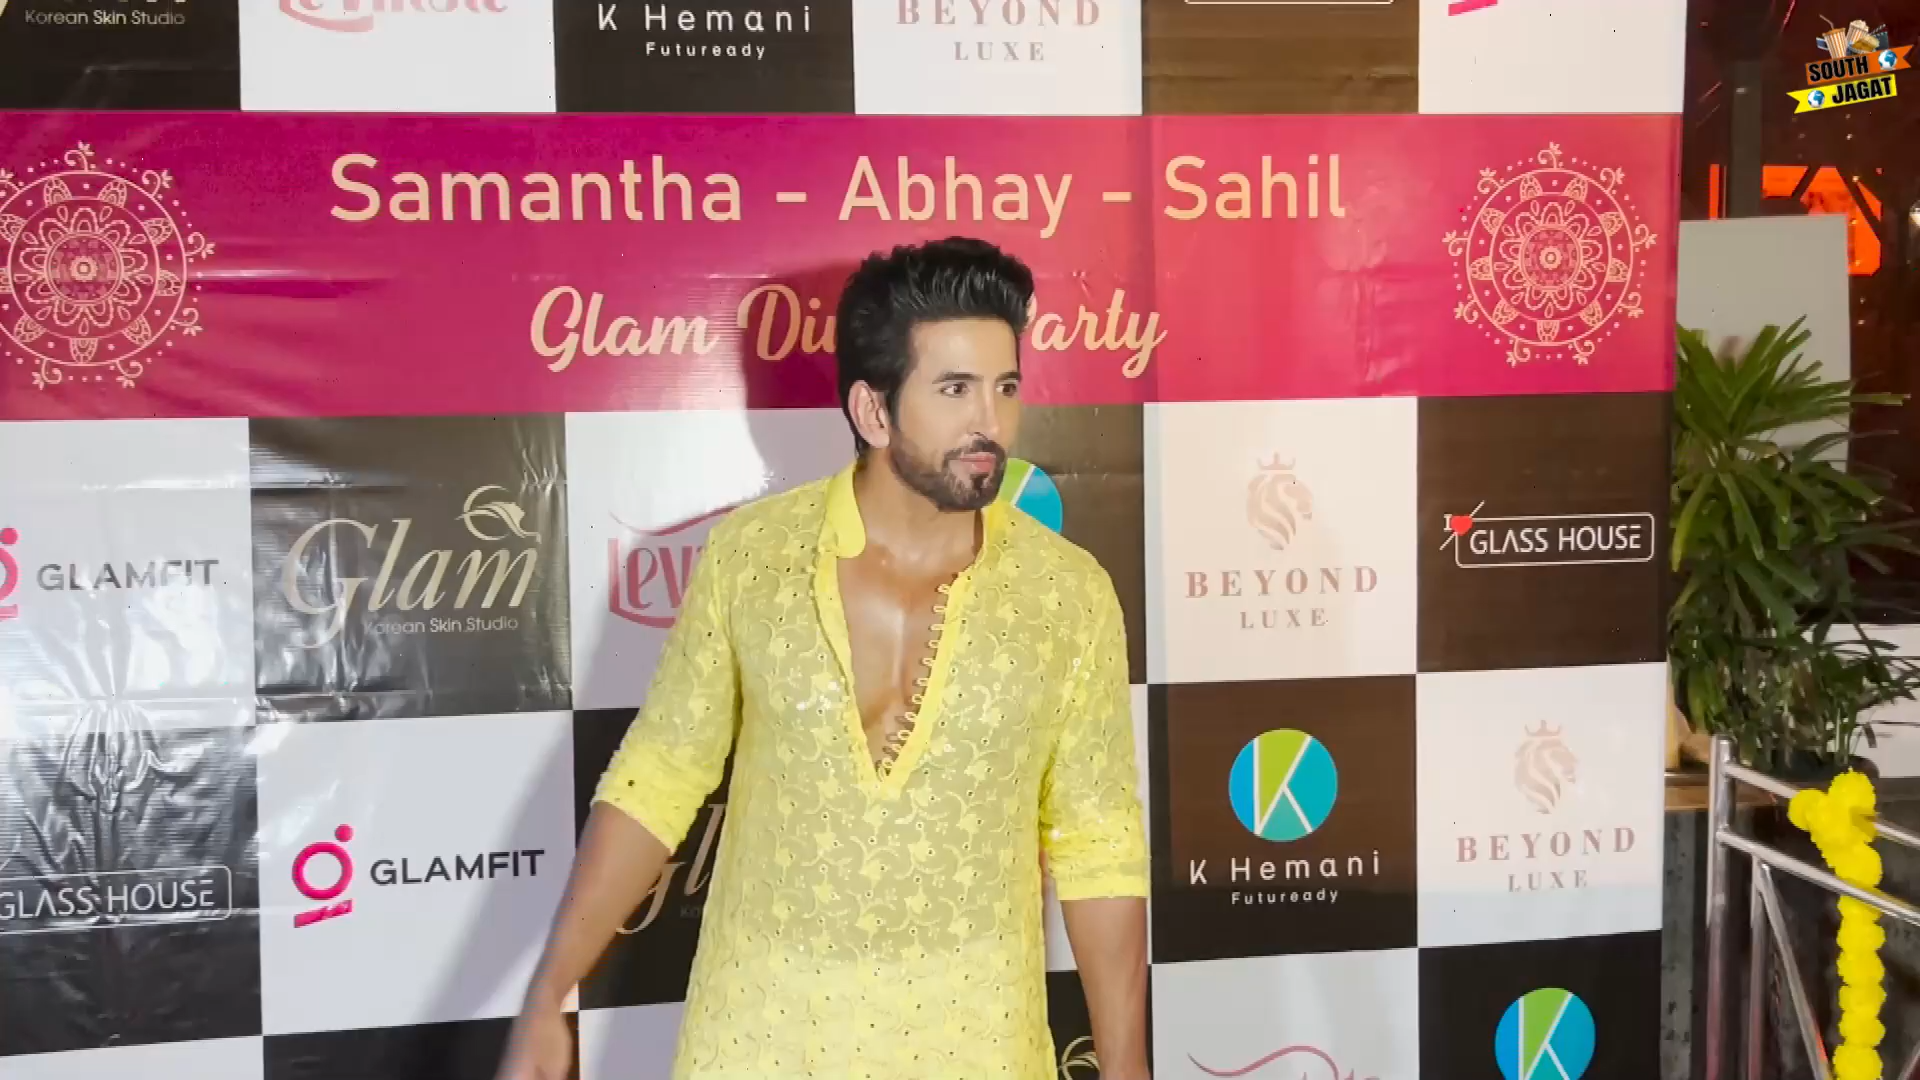 Korean Skin Studio
K Hemani
Futuready
BEYOND
LUXE
SOUTH
JAGAT
Samantha - Abhay - Sahil
Glam Di
arty
GLAMFIT
Glam
Korean Skin Studio
BEYOND
LUXE
I
GLASS HOUSE
GLASS HOUSE
GLAMFIT
K Hemani
Futuready
BEYOND
LUXE